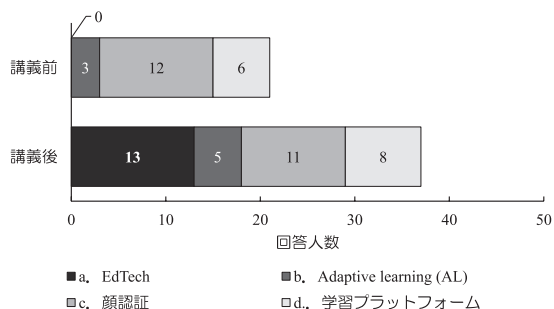 0
講義前 3 12 6
講義後 13 5 11 8
0 10 20 30 40 50
回答人数
■a．EdTech ■b．Adaptive learning (AL)
■c．顔認証 □d.．学習プラットフォーム